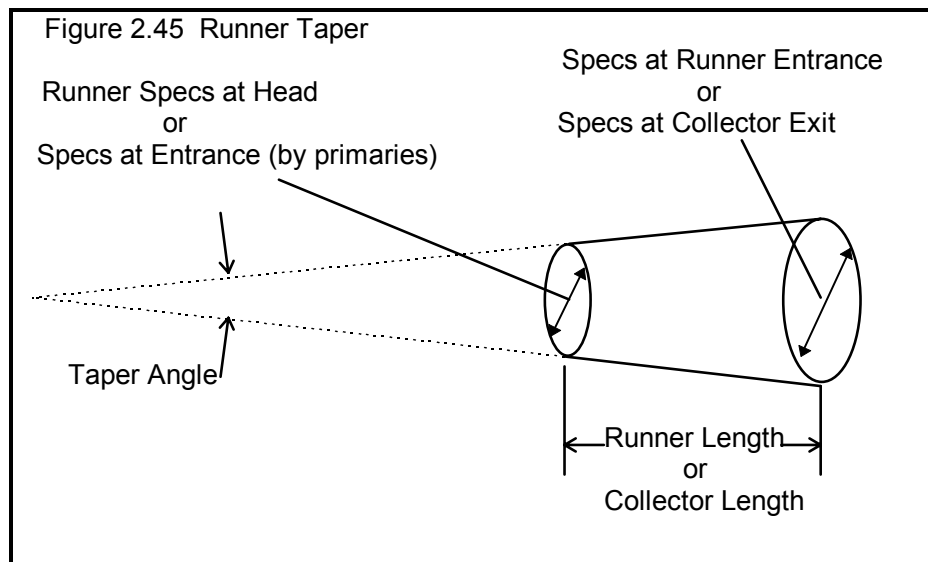 Figure 2.45  Runner Taper
Specs at Runner Entrance
or
Specs at Collector Exit
Runner Specs at Head
or
Specs at Entrance (by primaries)
Taper Angle
Runner Length
or
Collector Length